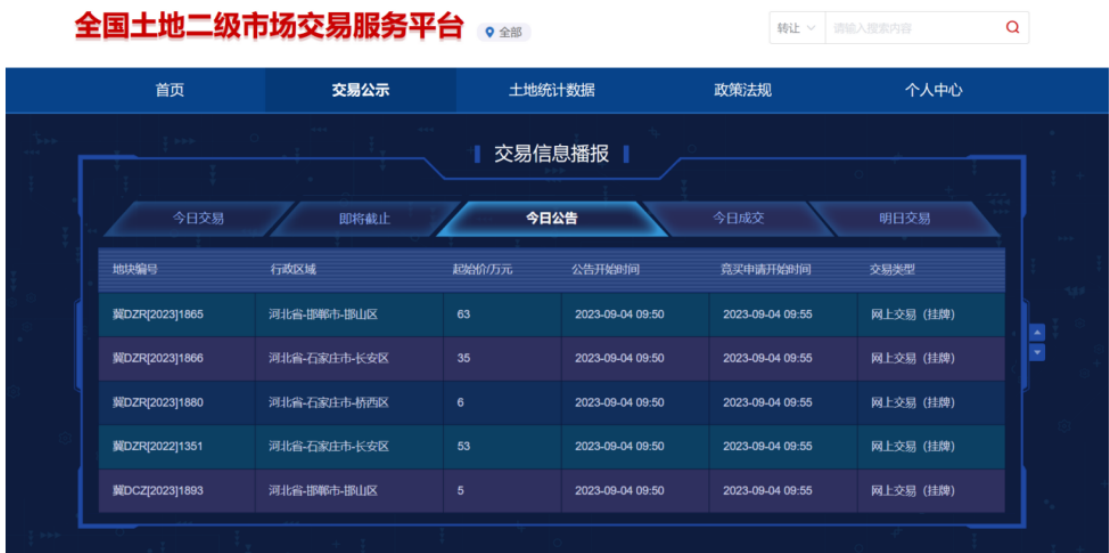 全国土地二级市场交易服务平台 全部 转让 请输入搜索内容
首页 交易公示 土地统计数据 政策法规 个人中心
交易信息播报
今日交易 即将截止 今日公告 今日成交 明日交易
地块编号 行政区域 起始价/万元 公告开始时间 竞买申请开始时间 交易类型
冀DZR[2023]1865 河北省-邯郸市-邯山区 63 2023-09-04 09:50 2023-09-04 09:55 网上交易（挂牌）
冀DZR[2023]1866 河北省-石家庄市-长安区 35 2023-09-04 09:50 2023-09-04 09:55 网上交易（挂牌）
冀DZR[2023]1880 河北省-石家庄市-桥西区 6 2023-09-04 09:50 2023-09-04 09:55 网上交易（挂牌）
冀DZR[2022]1351 河北省-石家庄市-长安区 53 2023-09-04 09:50 2023-09-04 09:55 网上交易（挂牌）
冀DCZ[2023]1893 河北省-邯郸市-邯山区 5 2023-09-04 09:50 2023-09-04 09:55 网上交易（挂牌）